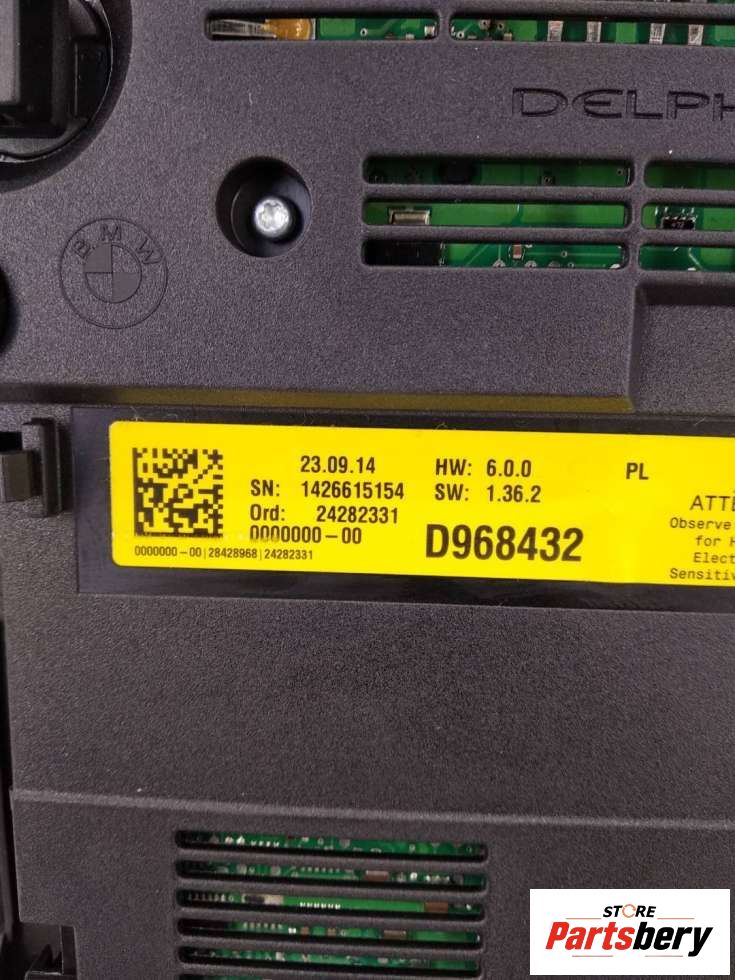 DELPH
BMW
23.09.14
HW: 6.0.0
PL
SN: 1426615154
SW: 1.36.2
Ord: 24282331
0000000-00
D968432
0000000-00|28428968|24282331
ATTE
Observe
for H
Elect
Sensitiv
STORE
Partsbery